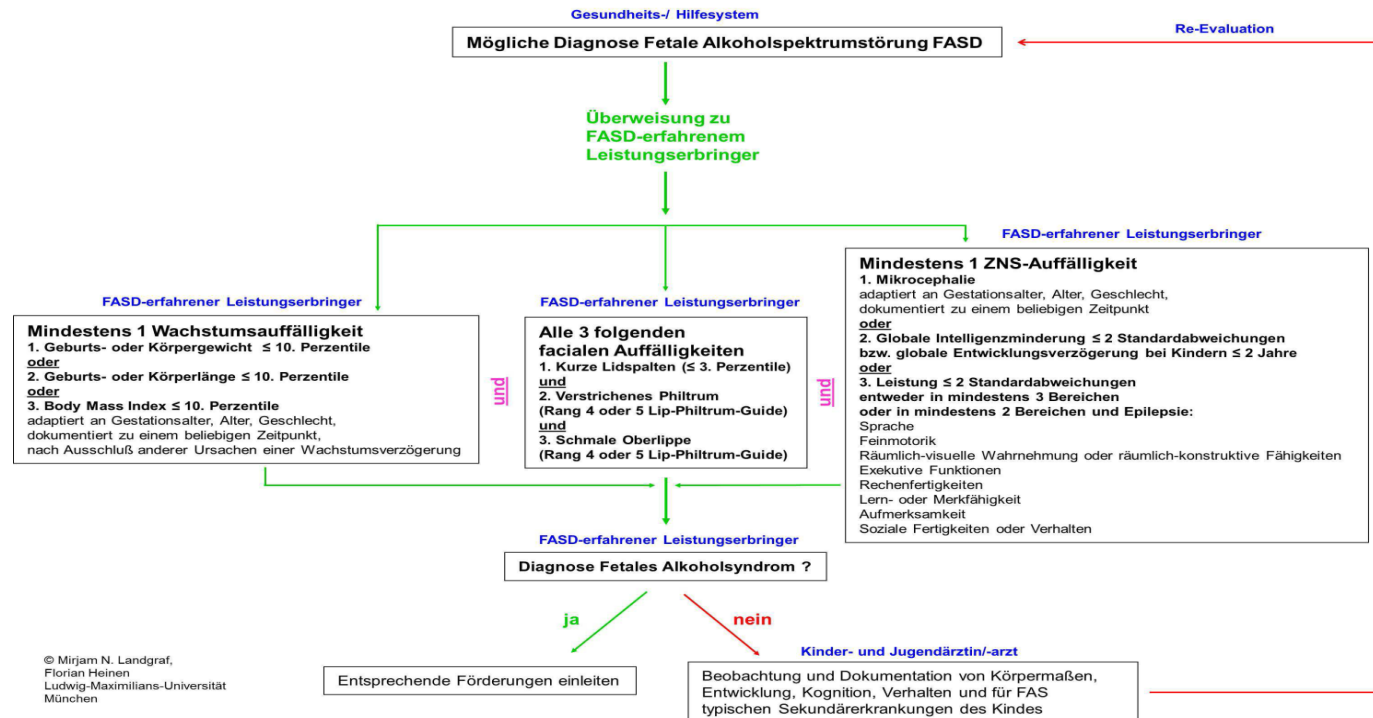 Gesundheits-/ Hilfesystem
Mögliche Diagnose Fetale Alkoholspektrumstörung FASD
Re-Evaluation
Überweisung zu
FASD-erfahrenem
Leistungserbringer
FASD-erfahrener Leistungserbringer
Mindestens 1 Wachstumsauffälligkeit
1. Geburts- oder Körpergewicht ≤ 10. Perzentile
oder
2. Geburts- oder Körperlänge ≤ 10. Perzentile
oder
3. Body Mass Index ≤ 10. Perzentile
adaptiert an Gestationsalter, Alter, Geschlecht,
dokumentiert zu einem beliebigen Zeitpunkt,
nach Ausschluß anderer Ursachen einer Wachstumsverzögerung
und
FASD-erfahrener Leistungserbringer
Alle 3 folgenden
facialen Auffälligkeiten
1. Kurze Lidspalten (≤ 3. Perzentile)
und
2. Verstrichenes Philtrum
(Rang 4 oder 5 Lip-Philtrum-Guide)
und
3. Schmale Oberlippe
(Rang 4 oder 5 Lip-Philtrum-Guide)
und
FASD-erfahrener Leistungserbringer
Mindestens 1 ZNS-Auffälligkeit
1. Mikrocephalie
adaptiert an Gestationsalter, Alter, Geschlecht,
dokumentiert zu einem beliebigen Zeitpunkt
oder
2. Globale Intelligenzminderung ≤ 2 Standardabweichungen
bzw. globale Entwicklungsverzögerung bei Kindern ≤ 2 Jahre
oder
3. Leistung ≤ 2 Standardabweichungen
entweder in mindestens 3 Bereichen
oder in mindestens 2 Bereichen und Epilepsie:
Sprache
Feinmotorik
Räumlich-visuelle Wahrnehmung oder räumlich-konstruktive Fähigkeiten
Exekutive Funktionen
Rechenfertigkeiten
Lern- oder Merkfähigkeit
Aufmerksamkeit
Soziale Fertigkeiten oder Verhalten
FASD-erfahrener Leistungserbringer
Diagnose Fetales Alkoholsyndrom ?
ja
nein
Entsprechende Förderungen einleiten
Kinder- und Jugendärztin/-arzt
Beobachtung und Dokumentation von Körpermaßen,
Entwicklung, Kognition, Verhalten und für FAS
typischen Sekundärerkrankungen des Kindes
© Mirjam N. Landgraf,
Florian Heinen
Ludwig-Maximilians-Universität
München